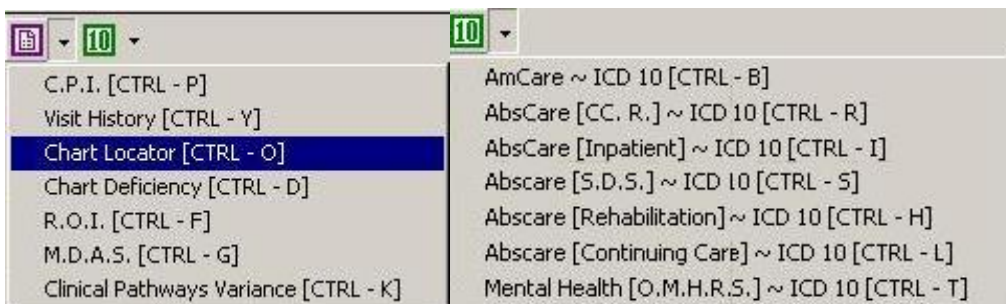 10
C.P.I. [CTRL - P]
Visit History [CTRL - Y]
Chart Locator [CTRL - O]
Chart Deficiency [CTRL - D]
R.O.I. [CTRL - F]
M.D.A.S. [CTRL - G]
Clinical Pathways Variance [CTRL - K]
10
AmCare ~ ICD 10 [CTRL - B]
AbsCare [CC. R.] ~ ICD 10 [CTRL - R]
AbsCare [Inpatient] ~ ICD 10 [CTRL - I]
Abscare [S.D.S.] ~ ICD 10 [CTRL - S]
Abscare [Rehabilitation] ~ ICD 10 [CTRL - H]
Abscare [Continuing Care] ~ ICD 10 [CTRL - L]
Mental Health [O.M.H.R.S.] ~ ICD 10 [CTRL - T]